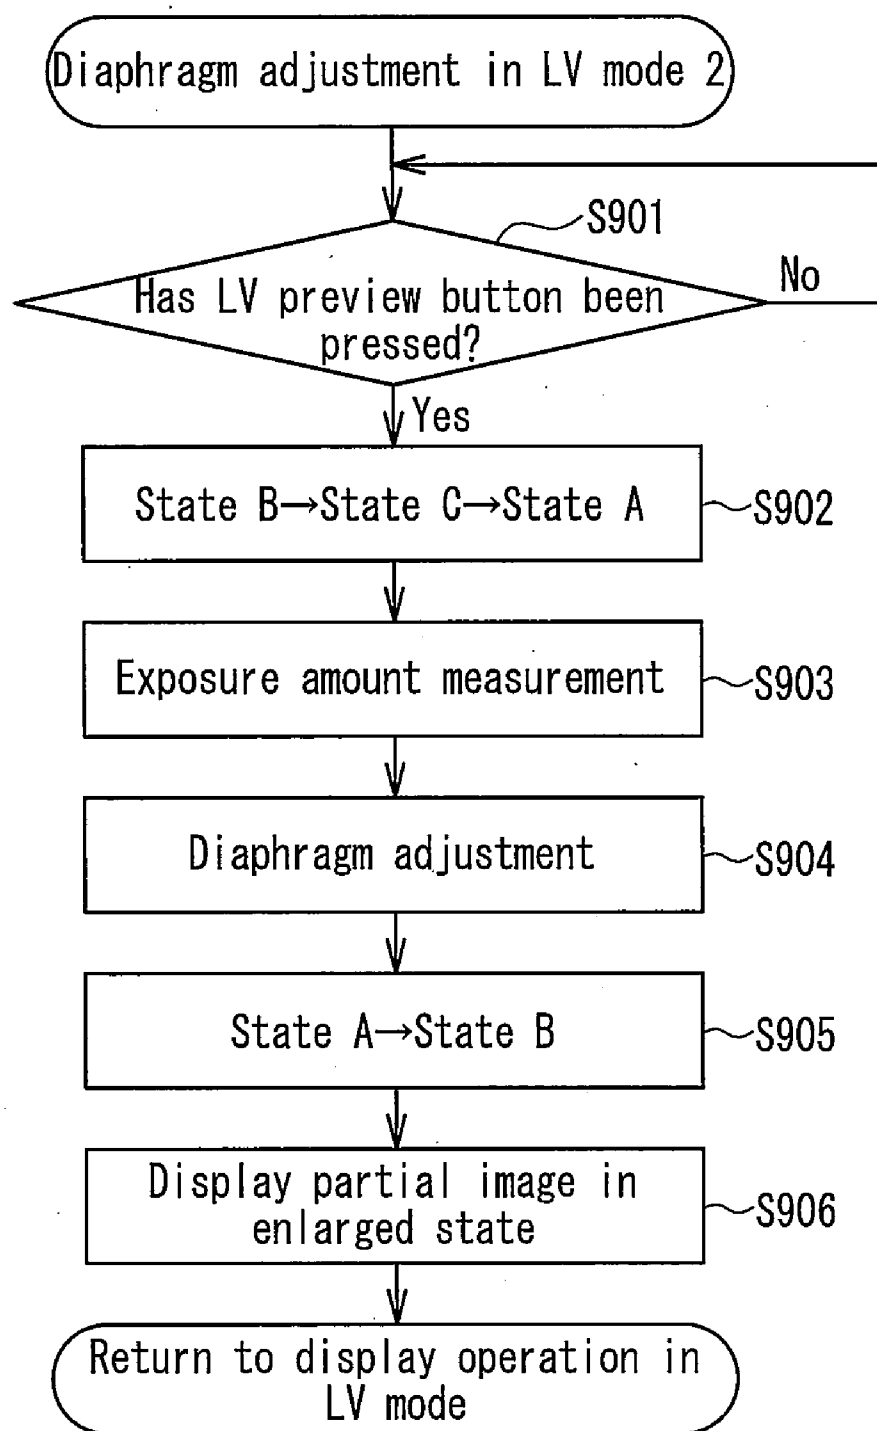 Diaphragm adjustment in LV mode 2
S901
Has LV preview button been
pressed?
No
Yes
State B→State C→State A
S902
Exposure amount measurement
S903
Diaphragm adjustment
S904
State A→State B
S905
Display partial image in
enlarged state
S906
Return to display operation in
LV mode